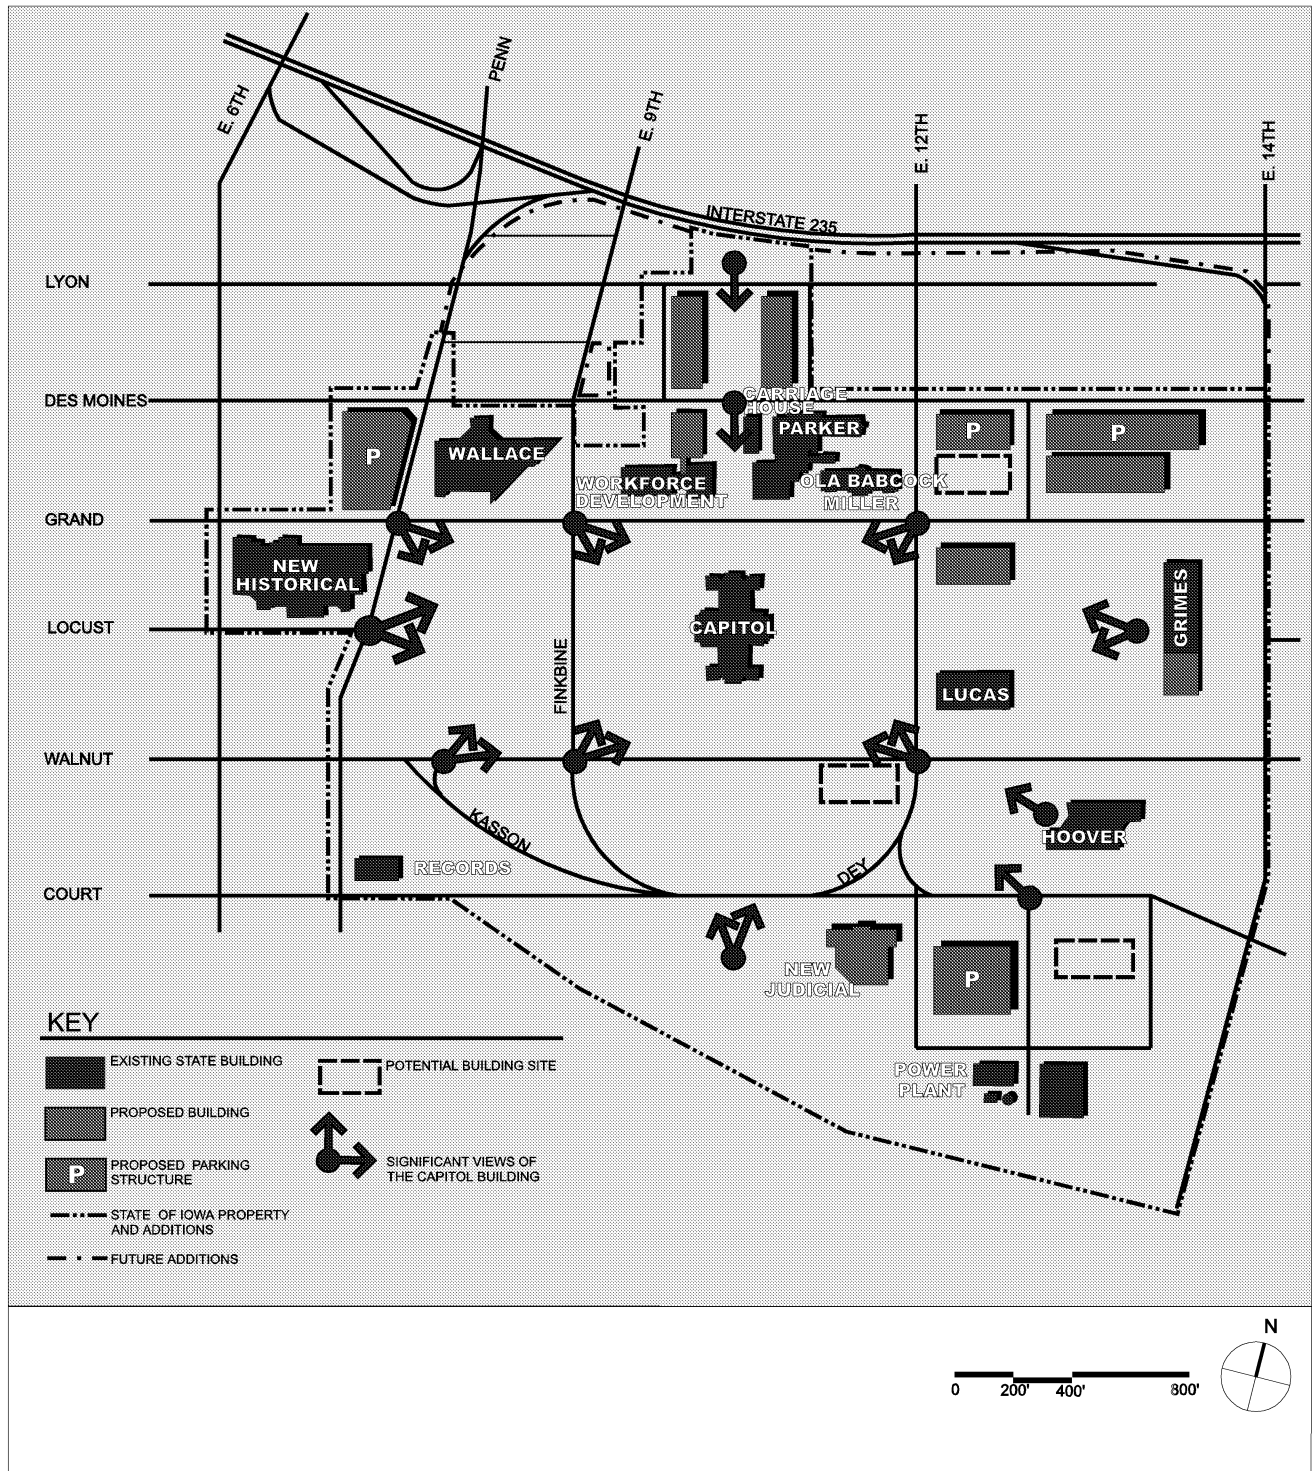 PENN
E. 6TH
E. 9TH
E. 12TH
E. 14TH
INTERSTATE 235
LYON
DES MOINES
CARRIAGE
HOUSE
PARKER
P
WALLACE
P
P
WORKFORCE
DEVELOPMENT
OLA BABCOCK
MILLER
GRAND
NEW
HISTORICAL
GRIMES
LOCUST
CAPITOL
FINKBINE
LUCAS
WALNUT
KASSON
HOOVER
RECORDS
DEY
COURT
NEW
JUDICIAL
P
KEY
EXISTING STATE BUILDING
POTENTIAL BUILDING SITE
POWER
PLANT
PROPOSED BUILDING
PROPOSED PARKING
STRUCTURE
P
SIGNIFICANT VIEWS OF
THE CAPITOL BUILDING
STATE OF IOWA PROPERTY
AND ADDITIONS
FUTURE ADDITIONS
N
0 200' 400' 800'